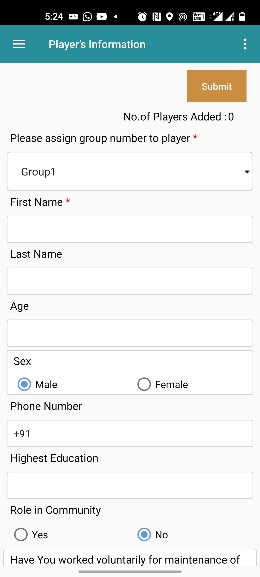 5:24
Player's Information
Submit
No.of Players Added :0
Please assign group number to player *
Group1
First Name *
Last Name
Age
Sex
Male Female
Phone Number
+91
Highest Education
Role in Community
Yes No
Have You worked voluntarily for maintenance of